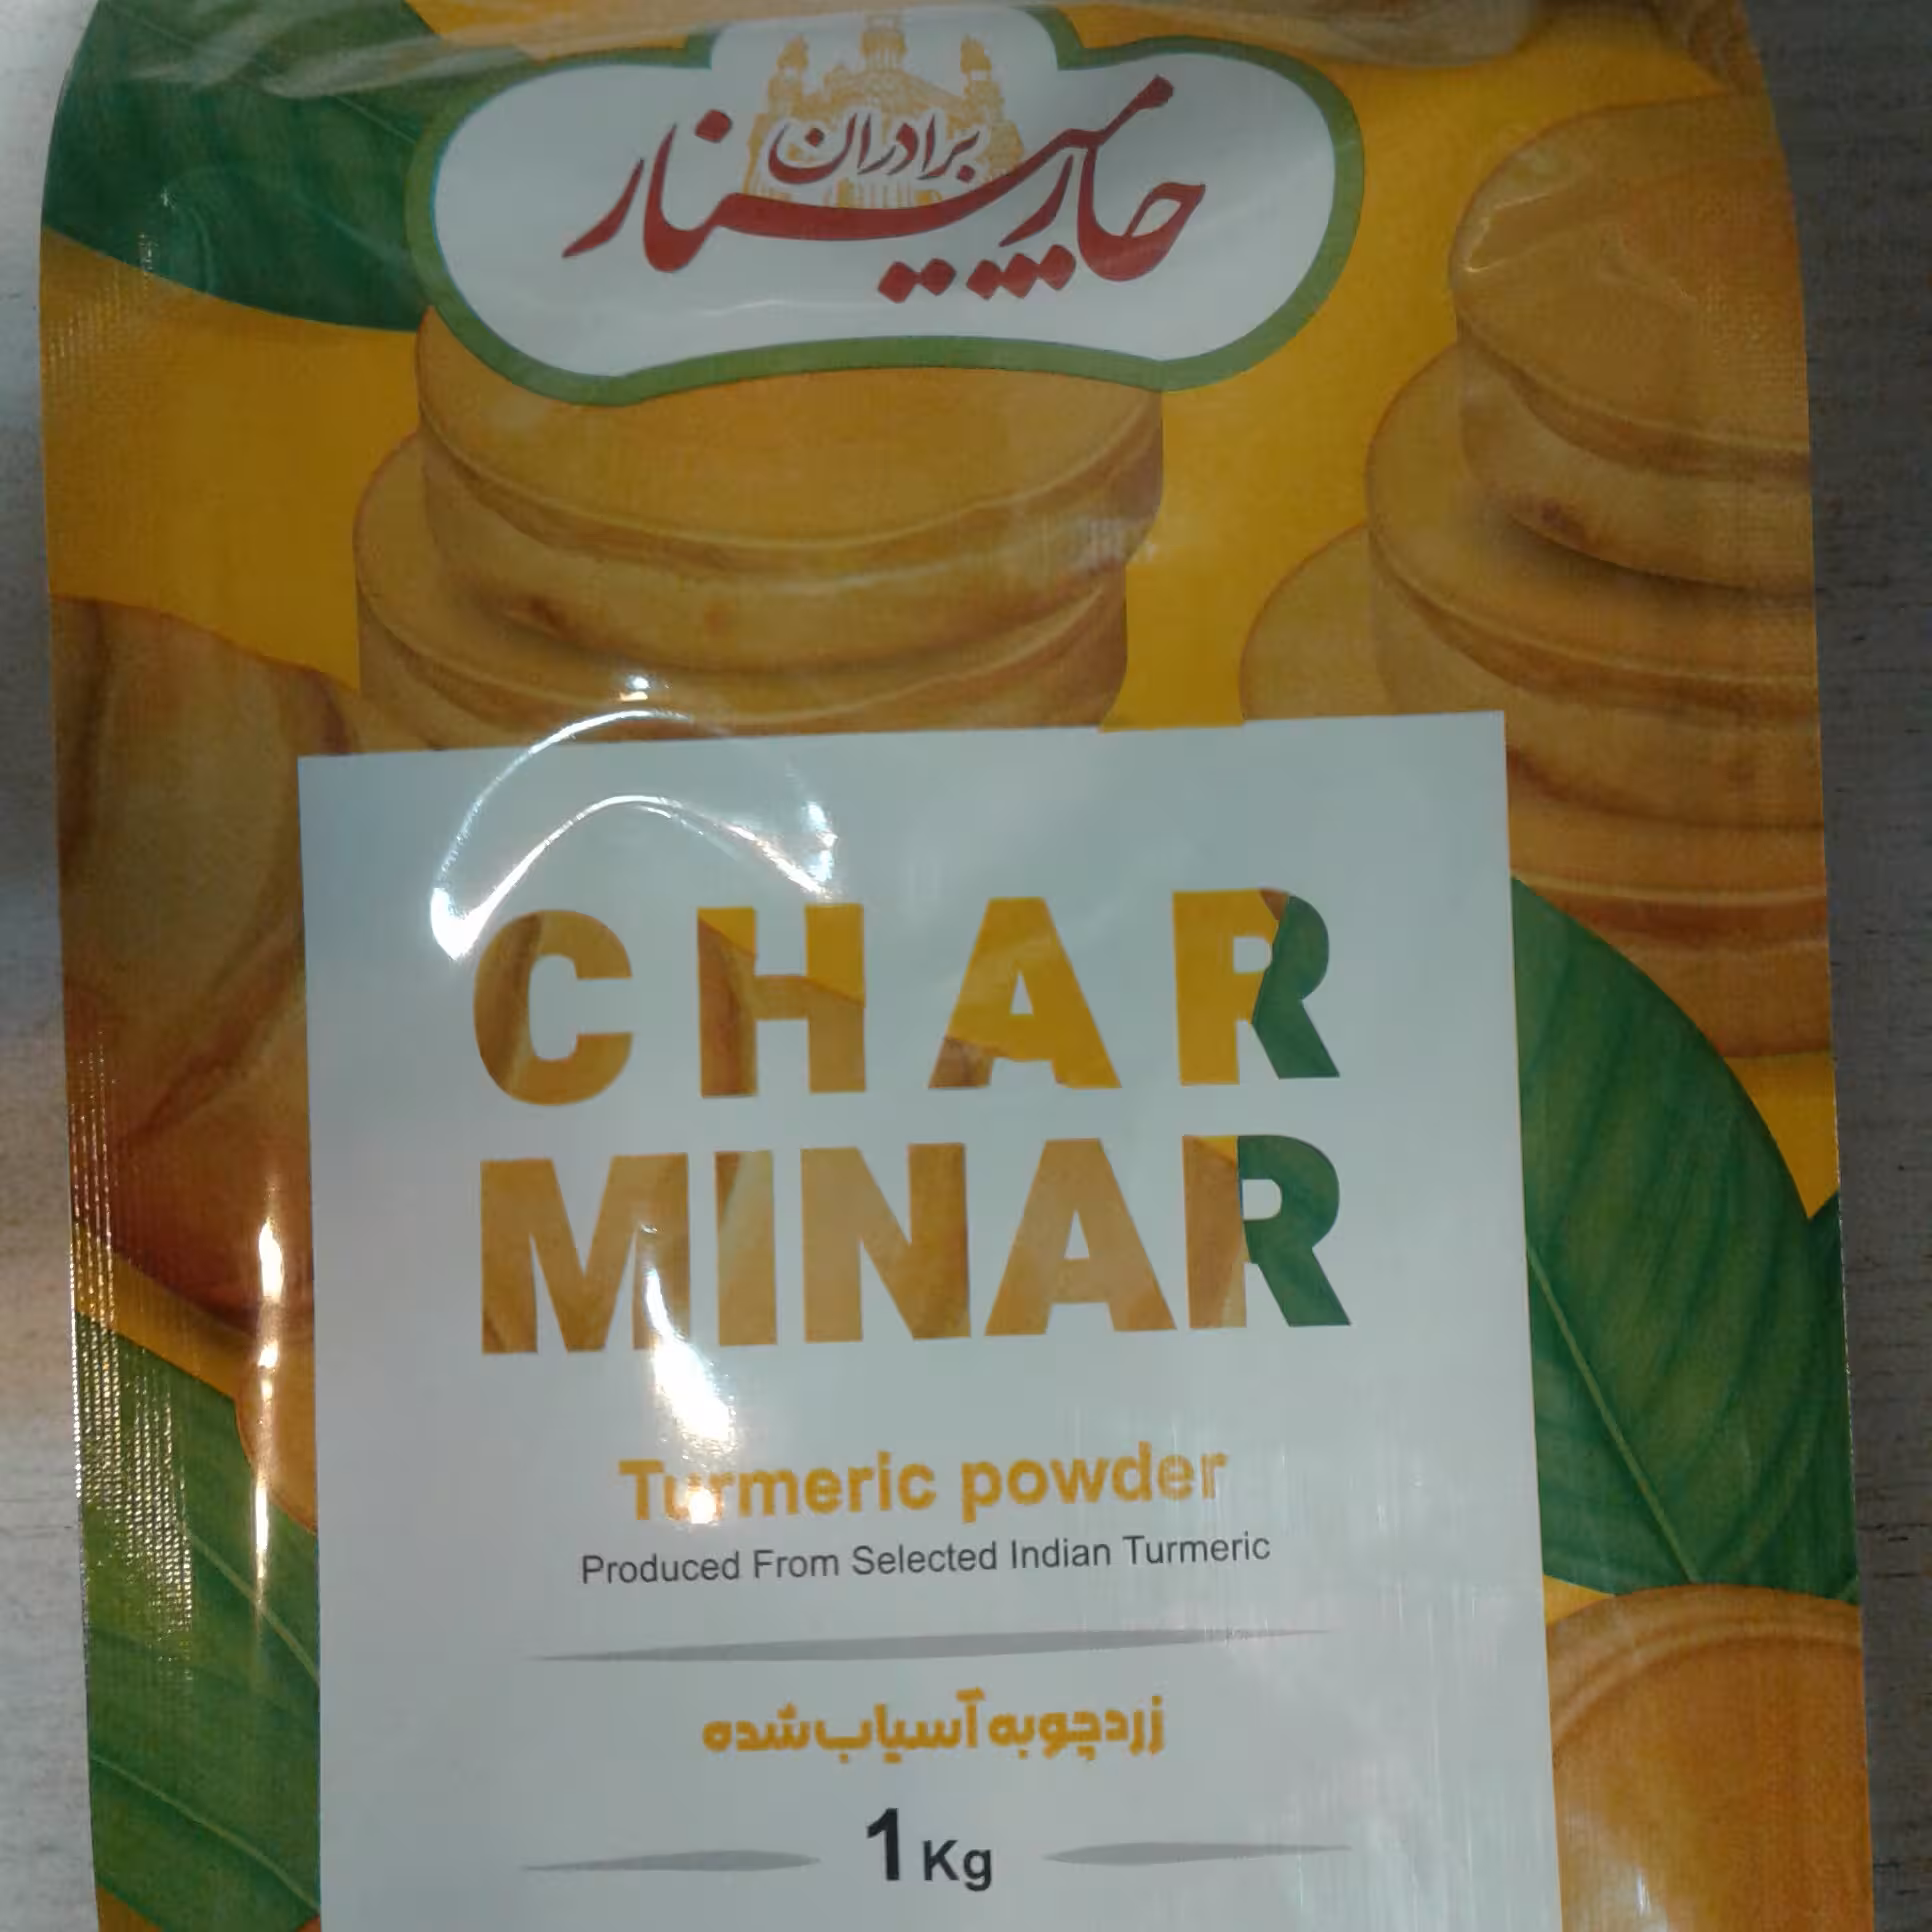 برادران
چارمینار
CHAR
MINAR
Turmeric powder
Produced From Selected Indian Turmeric
زردچوبه آسیاب‌شده
1 Kg